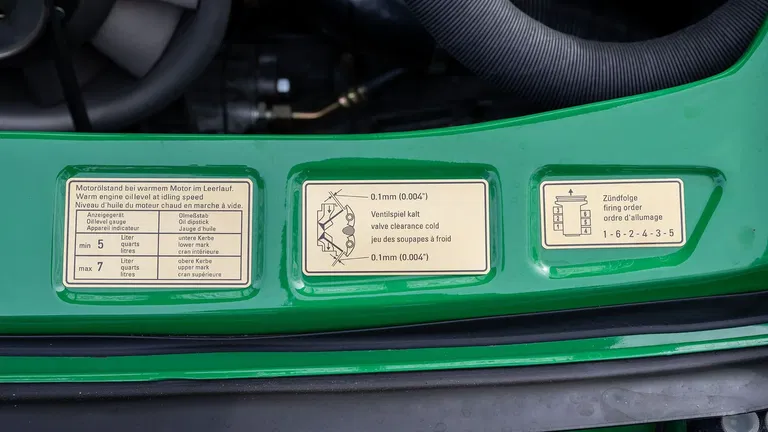 Motorölstand bei warmem Motor im Leerlauf.
Warm engine oil level at idling speed
Niveau d'huile du moteur chaud en marche à vide.
Anzeigegerät Ölmeßstab
Oillevel gauge Oil dipstick
Appareil indicateur Jauge d'huile
min 5 Liter quarts litres untere Kerbe lower mark cran intérieure
max 7 Liter quarts litres obere Kerbe upper mark cran supérieure
0.1mm (0.004")
Ventilspiel kalt
valve clearance cold
jeu des soupapes à froid
0.1mm (0.004")
Zündfolge
firing order
ordre d'allumage
1-6-2-4-3-5